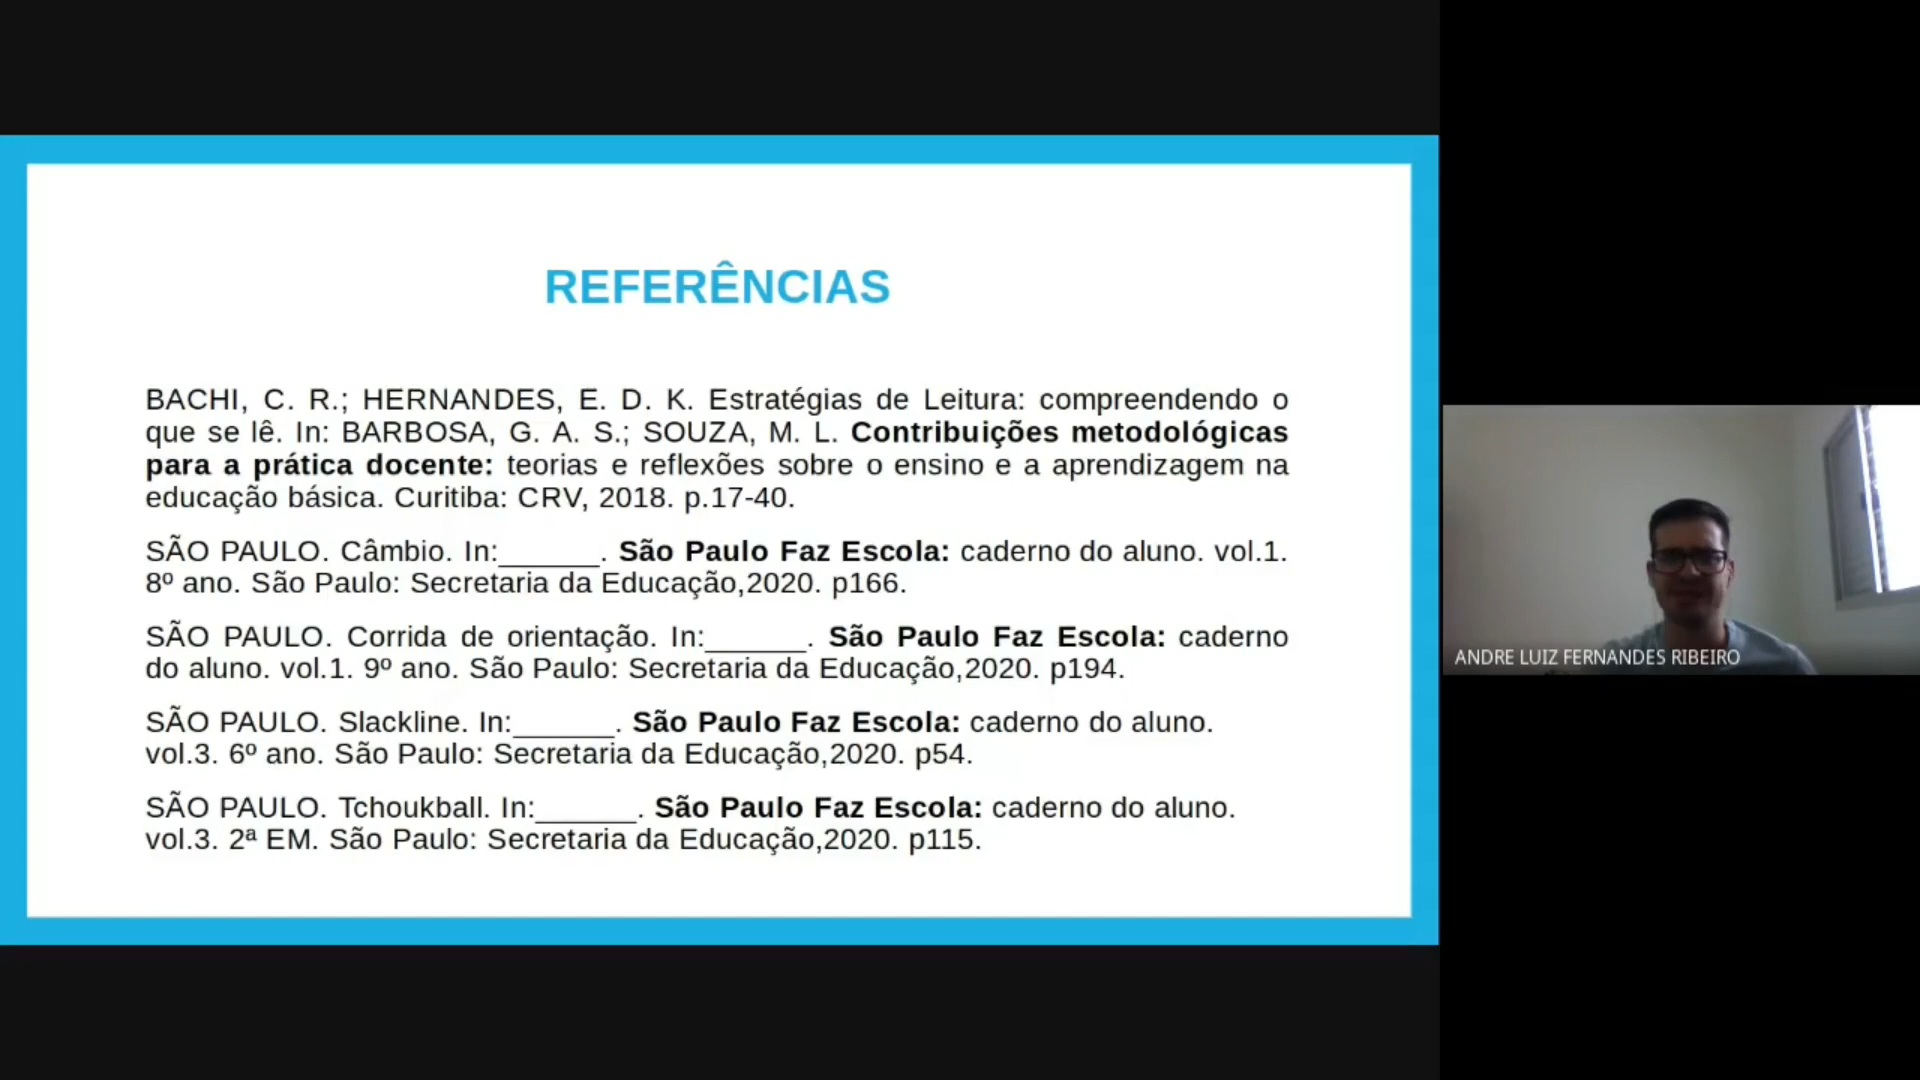 REFERÊNCIAS
BACHI, C. R.; HERNANDES, E. D. K. Estratégias de Leitura: compreendendo o
que se lê. In: BARBOSA, G. A. S.; SOUZA, M. L. Contribuições metodológicas
para a prática docente: teorias e reflexões sobre o ensino e a aprendizagem na
educação básica. Curitiba: CRV, 2018. p.17-40.
SÃO PAULO. Câmbio. In:______. São Paulo Faz Escola: caderno do aluno. vol.1.
8º ano. São Paulo: Secretaria da Educação,2020. p166.
SÃO PAULO. Corrida de orientação. In:______. São Paulo Faz Escola: caderno
do aluno. vol.1. 9º ano. São Paulo: Secretaria da Educação,2020. p194.
SÃO PAULO. Slackline. In:______. São Paulo Faz Escola: caderno do aluno.
vol.3. 6º ano. São Paulo: Secretaria da Educação,2020. p54.
SÃO PAULO. Tchoukball. In:______. São Paulo Faz Escola: caderno do aluno.
vol.3. 2ª EM. São Paulo: Secretaria da Educação,2020. p115.
ANDRE LUIZ FERNANDES RIBEIRO